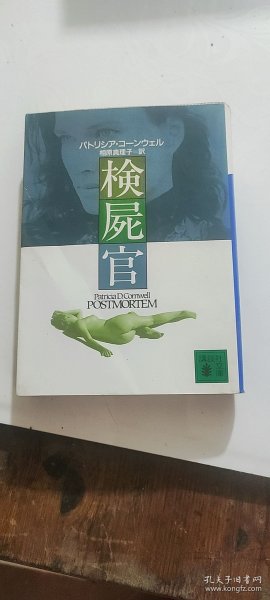 パトリシア・コーンウェル
相原真理子=訳
検
屍
官
Patricia D. Cornwell
POSTMORTEM
講談社
文庫
孔夫子旧书网
www.kongfz.com